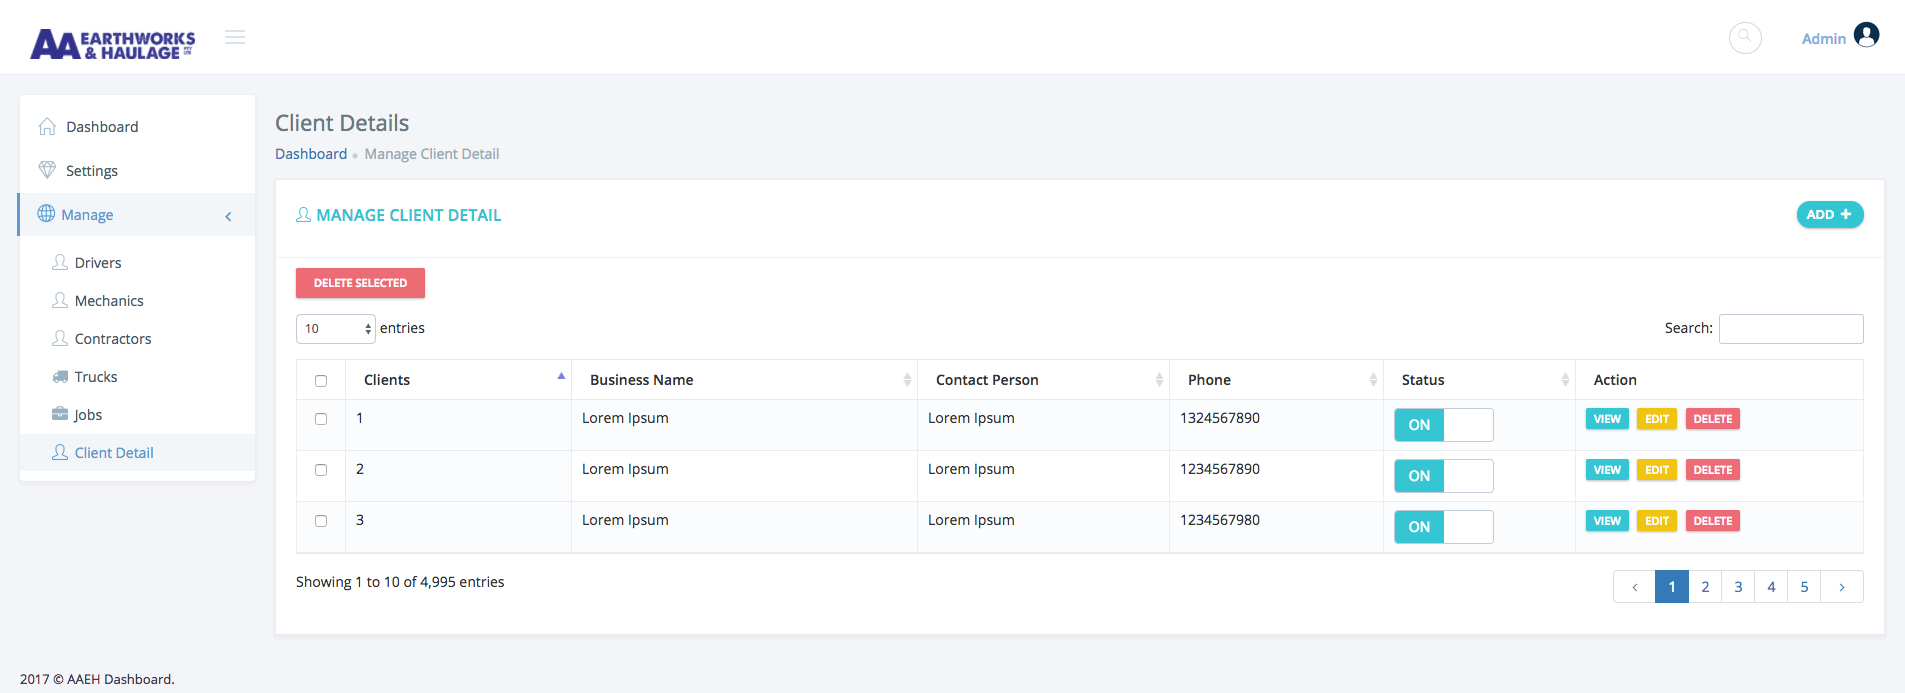 AA EARTHWORKS & HAULAGE PTY LTD
Admin
Dashboard
Settings
Manage
Drivers
Mechanics
Contractors
Trucks
Jobs
Client Detail
Client Details
Dashboard Manage Client Detail
MANAGE CLIENT DETAIL
ADD +
DELETE SELECTED
10 entries
Search:
Clients Business Name Contact Person Phone Status Action
1 Lorem Ipsum Lorem Ipsum 1324567890 ON VIEW EDIT DELETE
2 Lorem Ipsum Lorem Ipsum 1234567890 ON VIEW EDIT DELETE
3 Lorem Ipsum Lorem Ipsum 1234567980 ON VIEW EDIT DELETE
Showing 1 to 10 of 4,995 entries
‹ 1 2 3 4 5 ›
2017 © AAEH Dashboard.